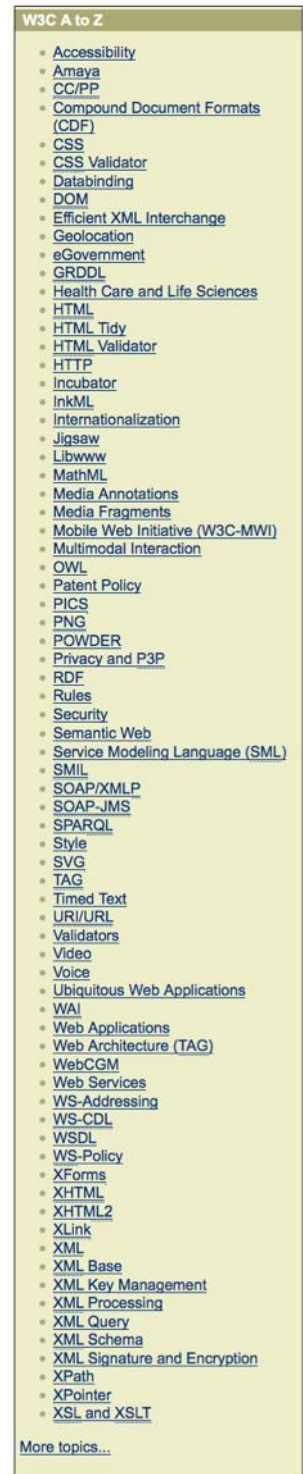 W3C A to Z
Accessibility
Amaya
CC/PP
Compound Document Formats
(CDF)
CSS
CSS Validator
Databinding
DOM
Efficient XML Interchange
Geolocation
eGovernment
GRDDL
Health Care and Life Sciences
HTML
HTML Tidy
HTML Validator
HTTP
Incubator
InkML
Internationalization
Jigsaw
Libwww
MathML
Media Annotations
Media Fragments
Mobile Web Initiative (W3C-MWI)
Multimodal Interaction
OWL
Patent Policy
PICS
PNG
POWDER
Privacy and P3P
RDF
Rules
Security
Semantic Web
Service Modeling Language (SML)
SMIL
SOAP/XMLP
SOAP-JMS
SPARQL
Style
SVG
TAG
Timed Text
URI/URL
Validators
Video
Voice
Ubiquitous Web Applications
WAI
Web Applications
Web Architecture (TAG)
WebCGM
Web Services
WS-Addressing
WS-CDL
WSDL
WS-Policy
XForms
XHTML
XHTML2
XLink
XML
XML Base
XML Key Management
XML Processing
XML Query
XML Schema
XML Signature and Encryption
XPath
XPointer
XSL and XSLT
More topics...